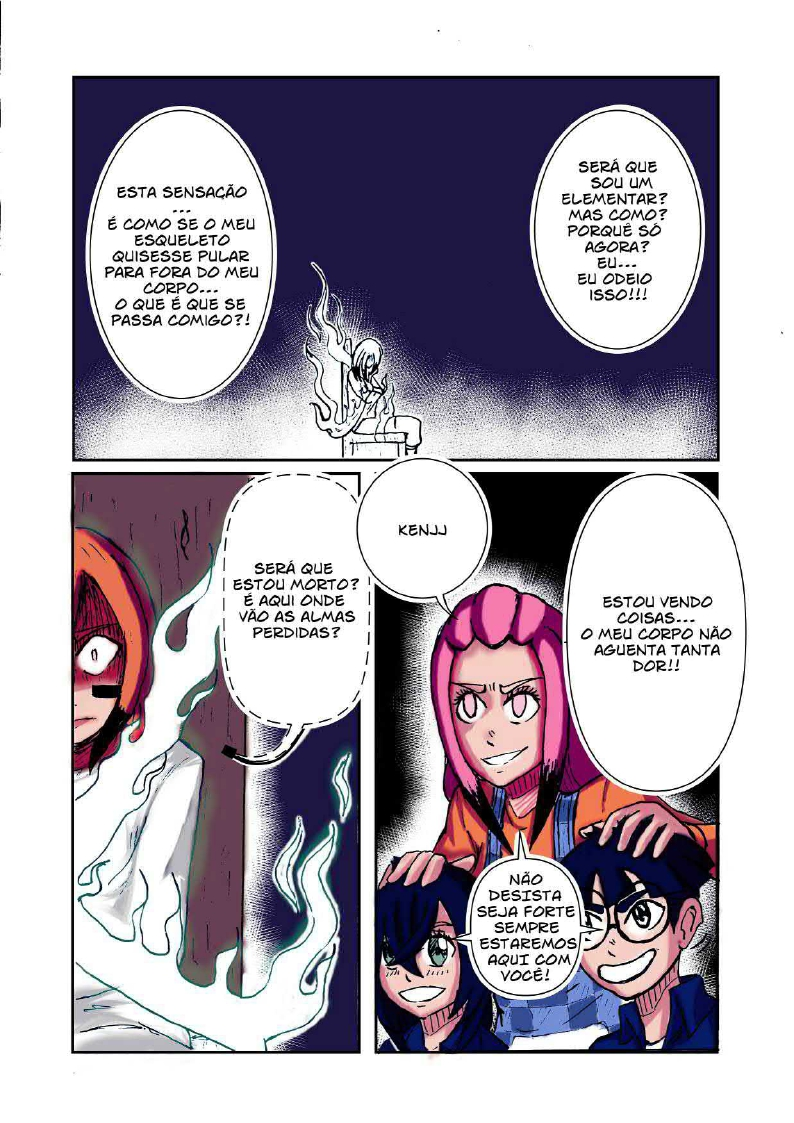 ESTA SENSAÇÃO
...
É COMO SE O MEU
ESQUELETO
QUISESSE PULAR
PARA FORA DO MEU
CORPO...
O QUE É QUE SE
PASSA COMIGO?!
SERÁ QUE
SOU UM
ELEMENTAR?
MAS COMO?
PORQUÊ SÓ
AGORA?
EU...
EU ODEIO
ISSO!!!
SERÁ QUE
ESTOU MORTO?
É AQUI ONDE
VÃO AS ALMAS
PERDIDAS?
KENJJ
ESTOU VENDO
COISAS...
O MEU CORPO NÃO
AGUENTA TANTA
DOR!!
NÃO
DESISTA
SEJA FORTE
SEMPRE
ESTAREMOS
AQUI COM
VOCÊ!